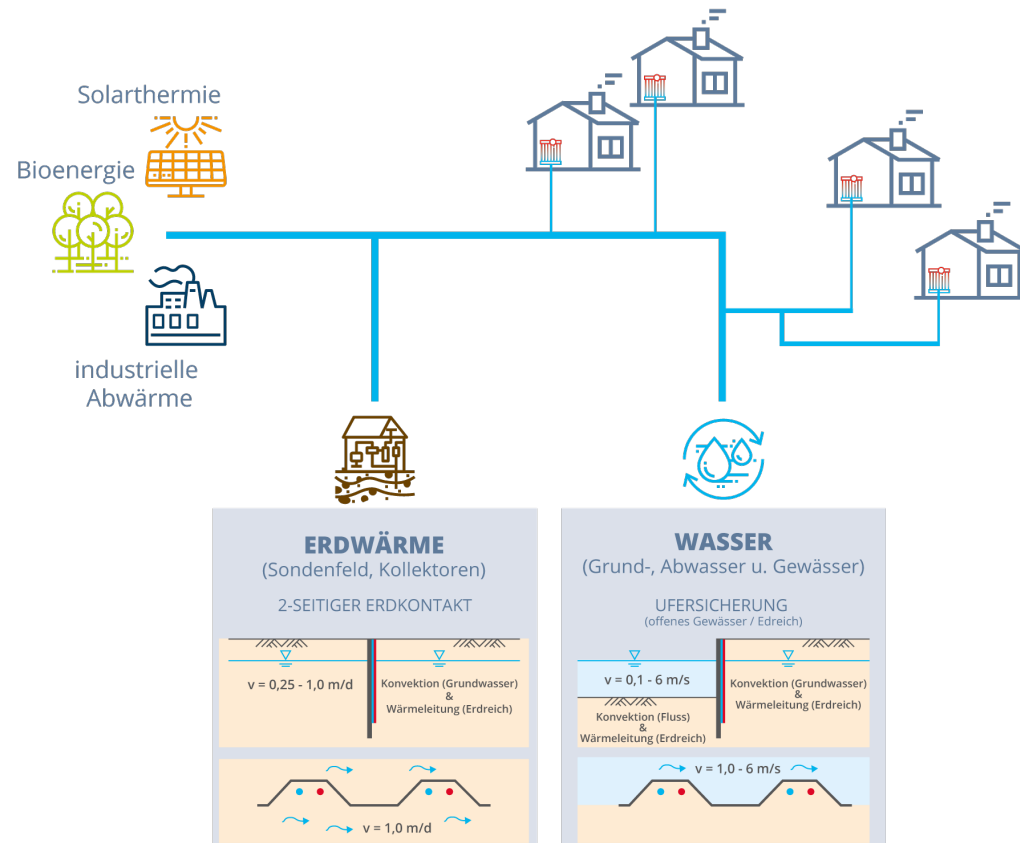 Solarthermie
Bioenergie
industrielle
Abwärme
ERDWÄRME
(Sondenfeld, Kollektoren)
2-SEITIGER ERDKONTAKT
v = 0,25 - 1,0 m/d
Konvektion (Grundwasser)
&
Wärmeleitung (Erdreich)
v = 1,0 m/d
WASSER
(Grund-, Abwasser u. Gewässer)
UFERSICHERUNG
(offenes Gewässer / Edreich)
v = 0,1 - 6 m/s
Konvektion (Fluss)
&
Wärmeleitung (Erdreich)
Konvektion (Grundwasser)
&
Wärmeleitung (Erdreich)
v = 1,0 - 6 m/s